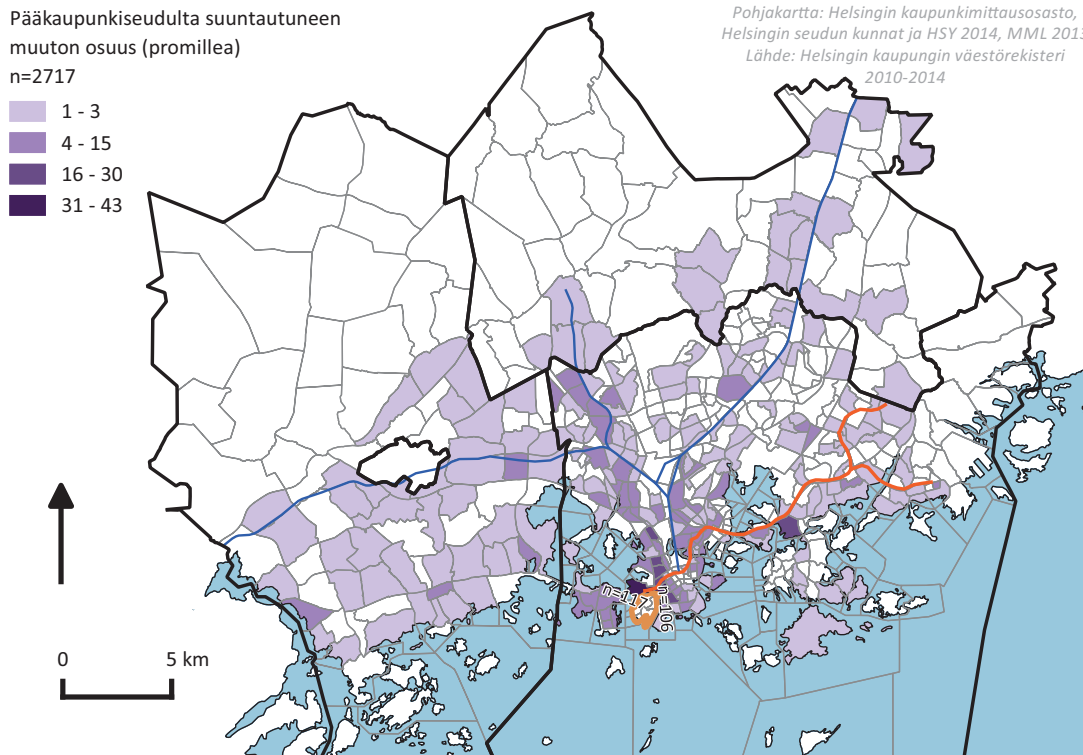 Pääkaupunkiseudulta suuntautuneen
muuton osuus (promillea)
n=2717
1 - 3
4 - 15
16 - 30
31 - 43
Pohjakartta: Helsingin kaupunkimittausosasto,
Helsingin seudun kunnat ja HSY 2014, MML 2013
Lähde: Helsingin kaupungin väestörekisteri
2010-2014
n=117
n=106
0
5 km